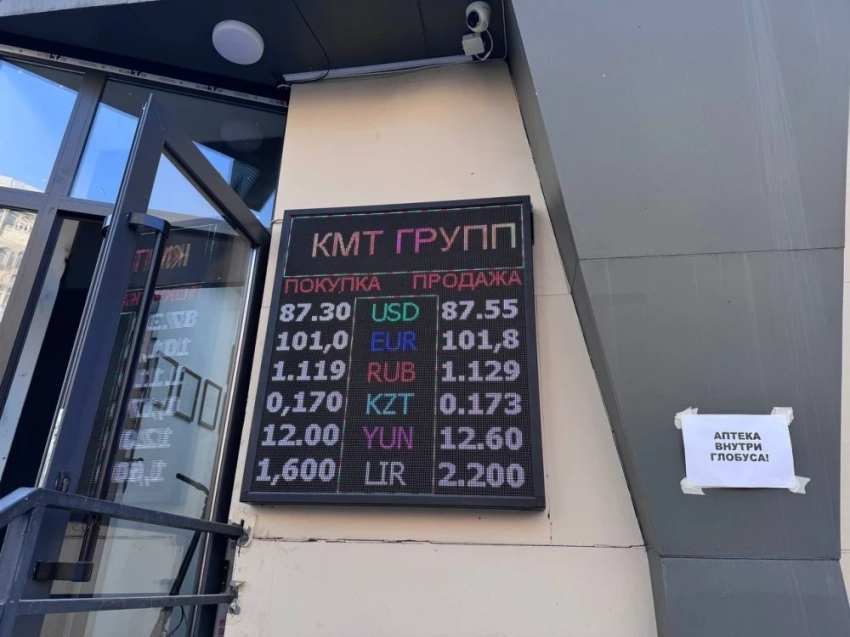 КМТ ГРУПП
ПОКУПКА ПРОДАЖА
87.30 USD 87.55
101,0 EUR 101,8
1.119 RUB 1.129
0,170 KZT 0.173
12.00 YUN 12.60
1,600 LIR 2.200
АПТЕКА
ВНУТРИ
ГЛОБУСА!